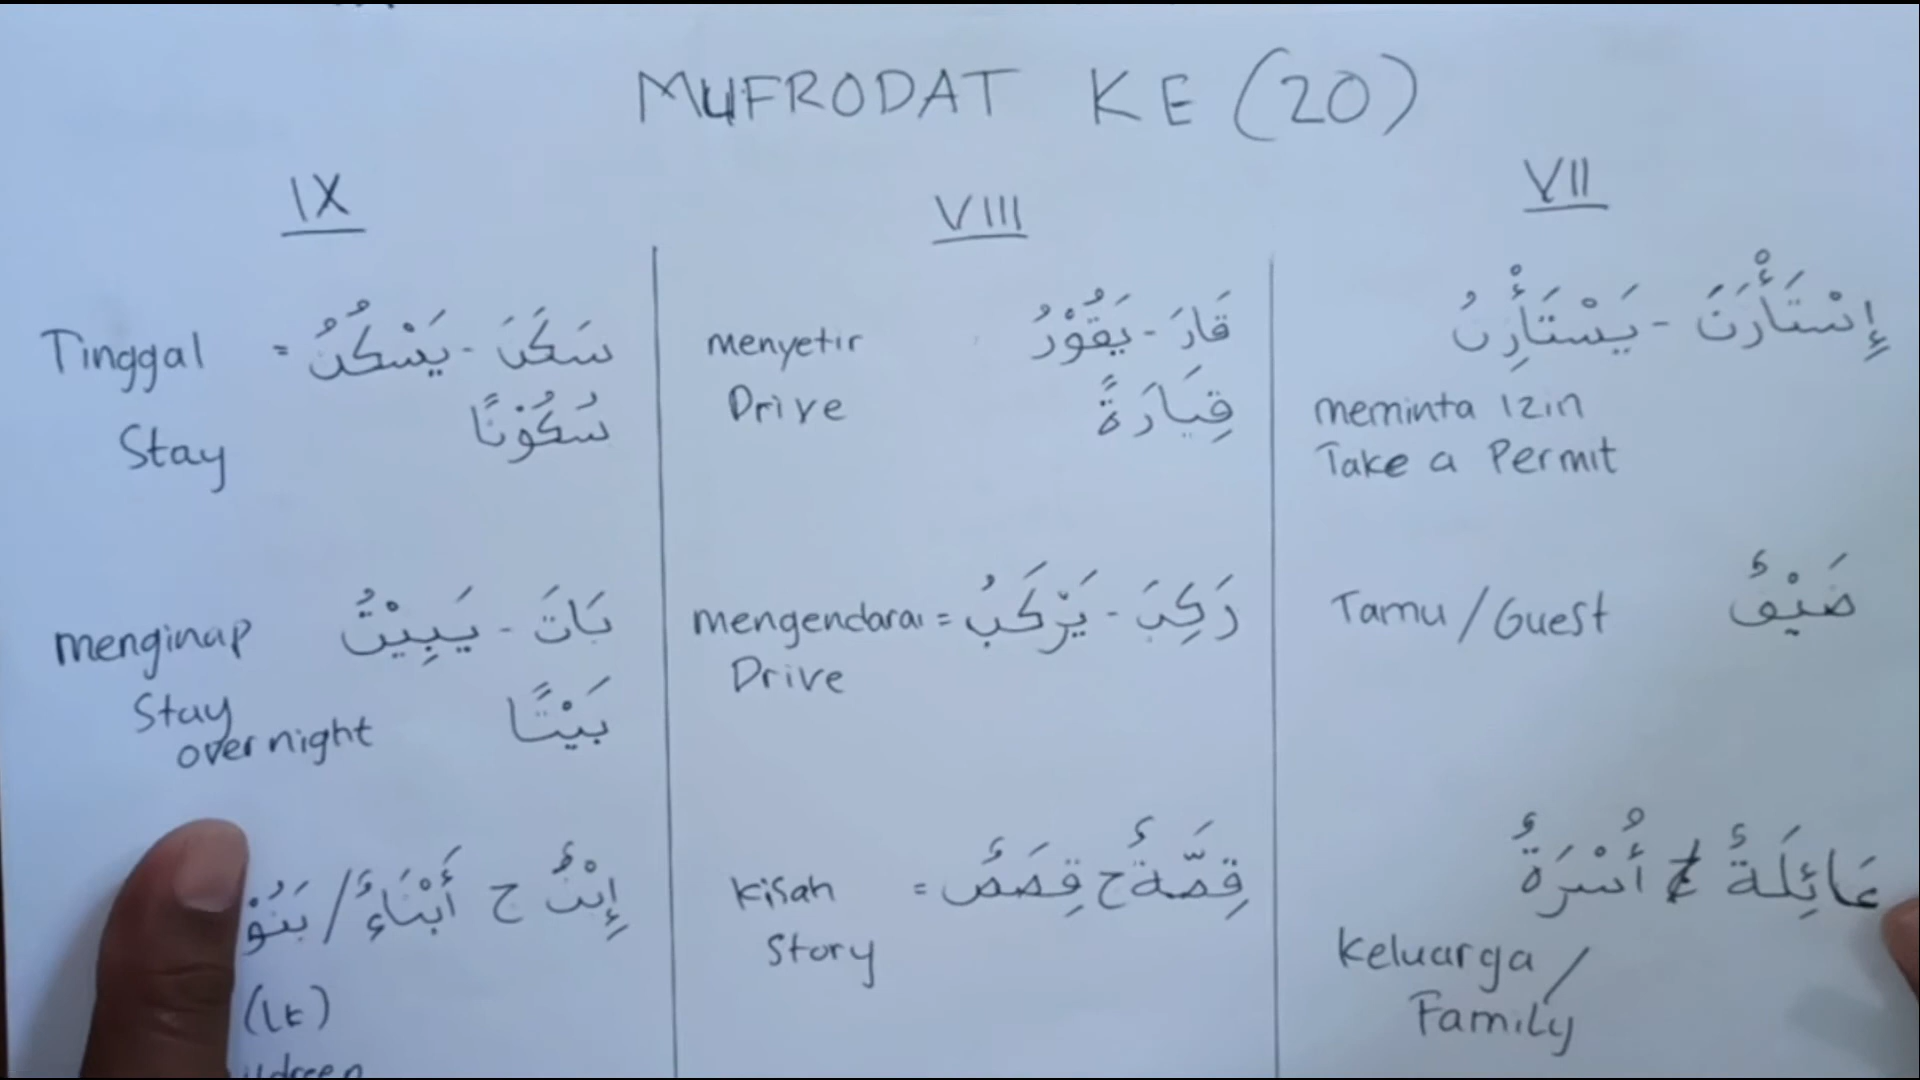 MUFRODAT KE (20)
IX
Tinggal = سَكَنَ - يَسْكُنُ
Stay سُكُوْنًا
menginap بَاتَ - يَبِيْتُ
Stay بَيْتًا
over night
إِبْنٌ ج أَبْنَاءٌ / بَنُوْ
(LK)
VIII
menyetir قَادَ - يَقُوْدُ
Drive قِيَادَةً
mengendarai = رَكِبَ - يَرْكَبُ
Drive
kisah = قِصَّةٌ ج قِصَصٌ
Story
VII
إِسْتَأْذَنَ - يَسْتَأْذِنُ
meminta izin
Take a Permit
Tamu / Guest ضَيْفٌ
عَائِلَةٌ / أُسْرَةٌ
Keluarga /
Family